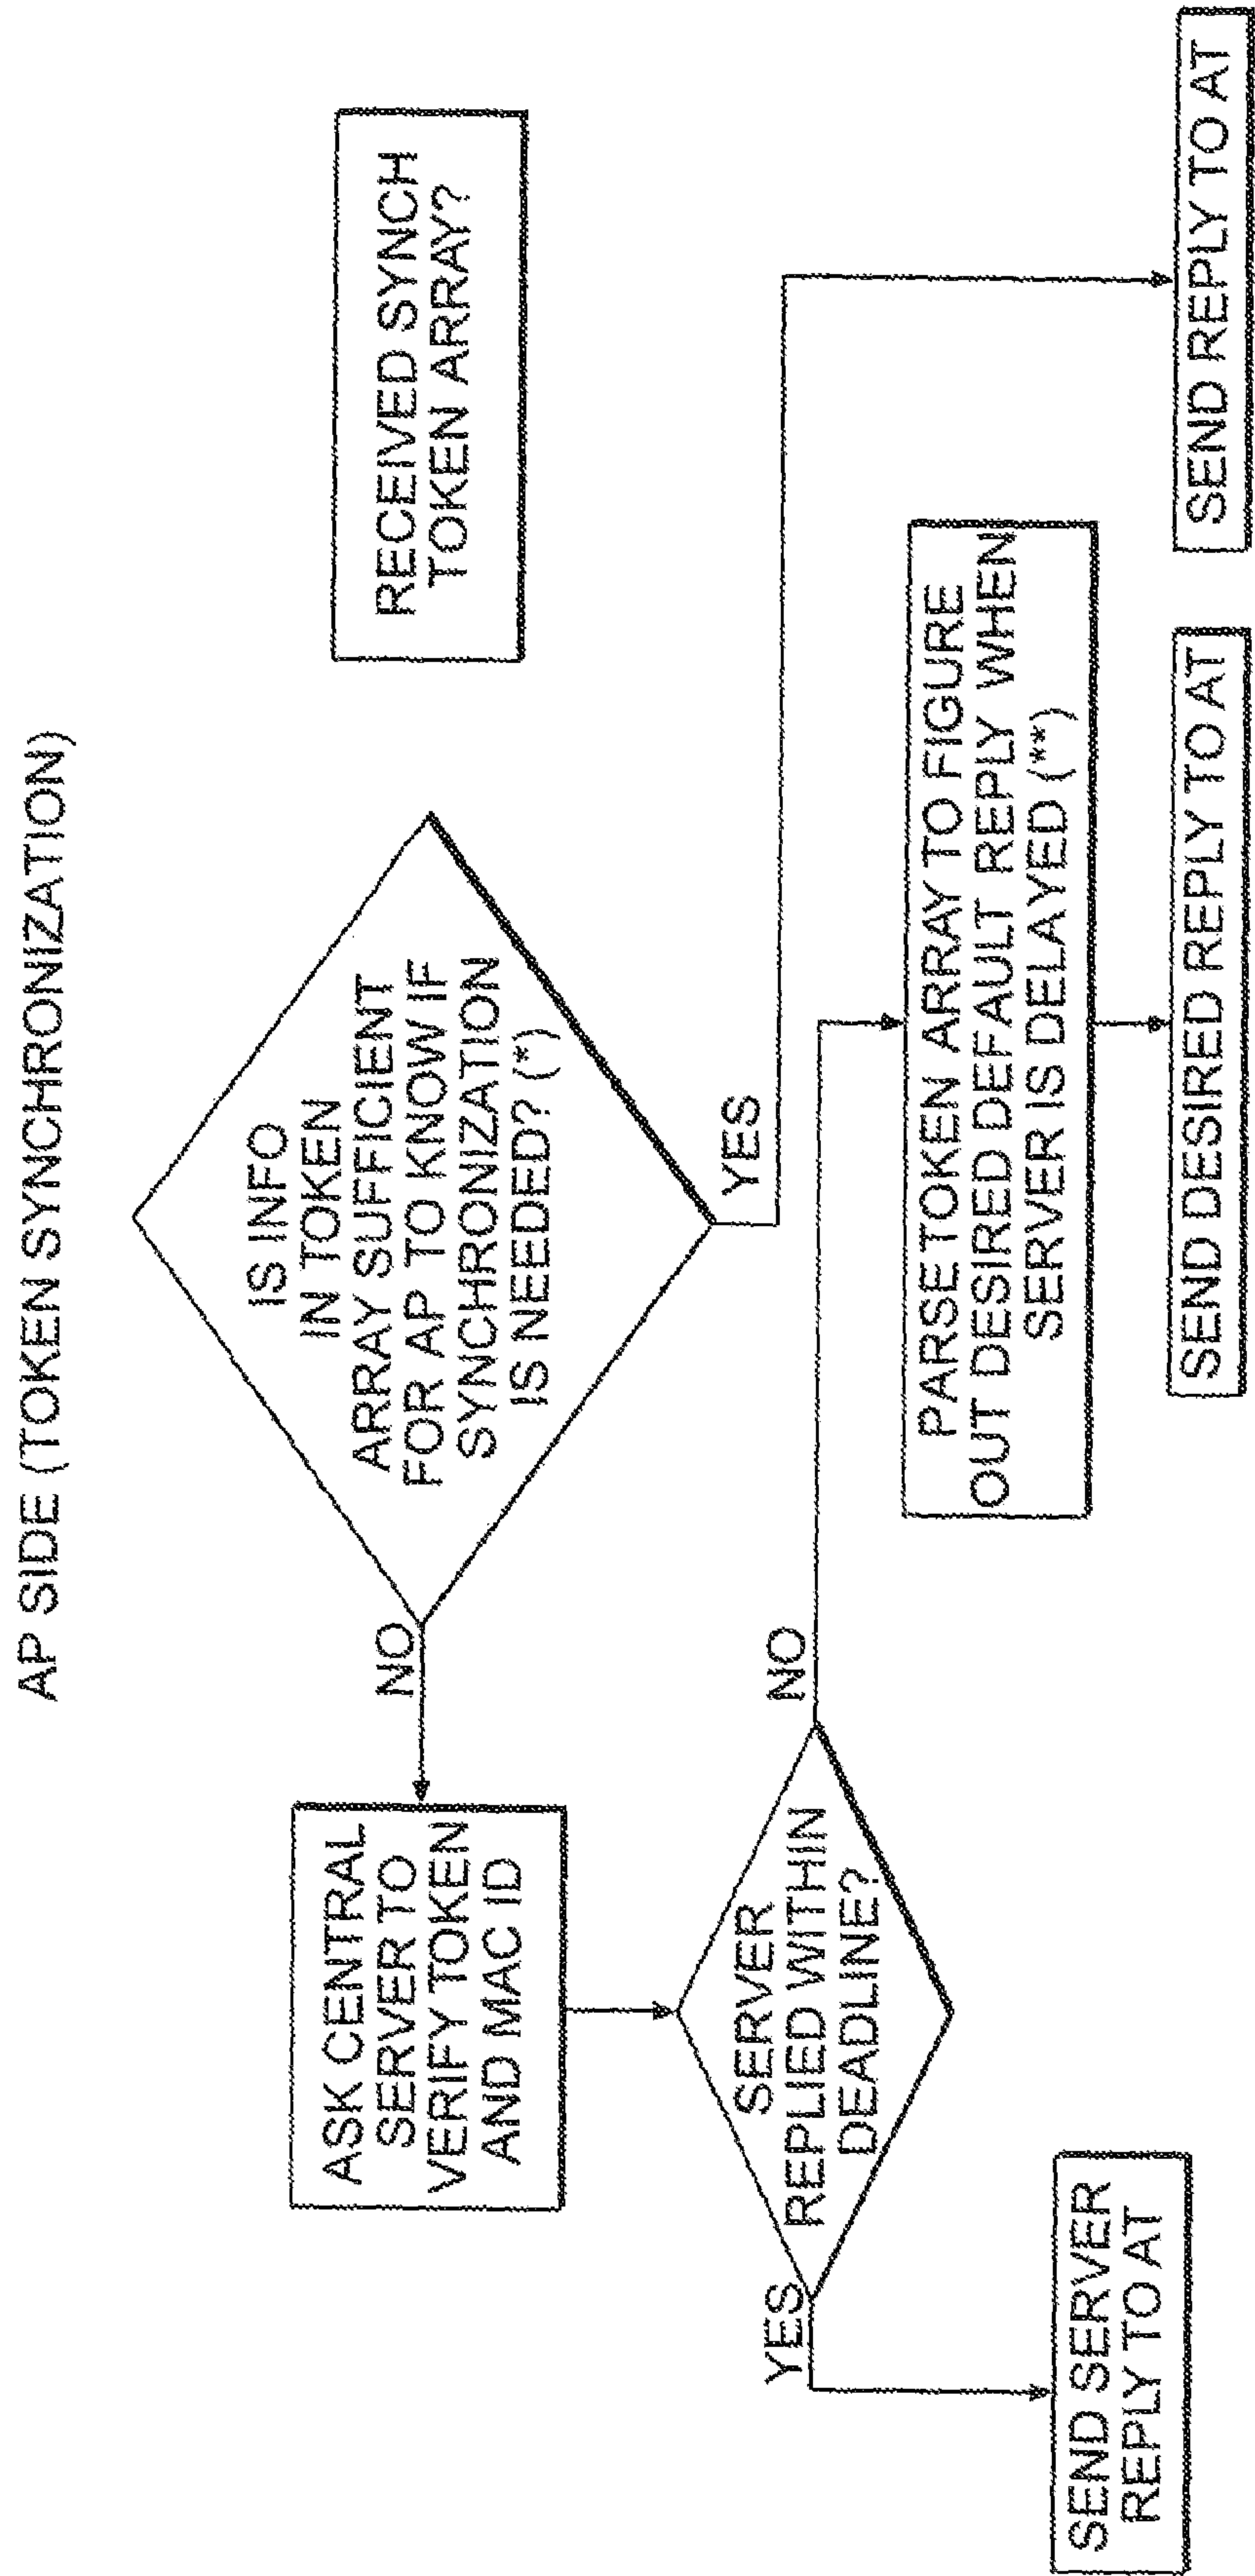 AP SIDE (TOKEN SYNCHRONIZATION)
RECEIVED SYNCH
TOKEN ARRAY?
IS INFO
IN TOKEN
ARRAY SUFFICIENT
FOR AP TO KNOW IF
SYNCHRONIZATION
IS NEEDED? (*)
NO
YES
ASK CENTRAL
SERVER TO
VERIFY TOKEN
AND MAC ID
SERVER
REPLIED WITHIN
DEADLINE?
YES
NO
SEND SERVER
REPLY TO AT
PARSE TOKEN ARRAY TO FIGURE
OUT DESIRED DEFAULT REPLY WHEN
SERVER IS DELAYED (**)
SEND DESIRED REPLY TO AT
SEND REPLY TO AT